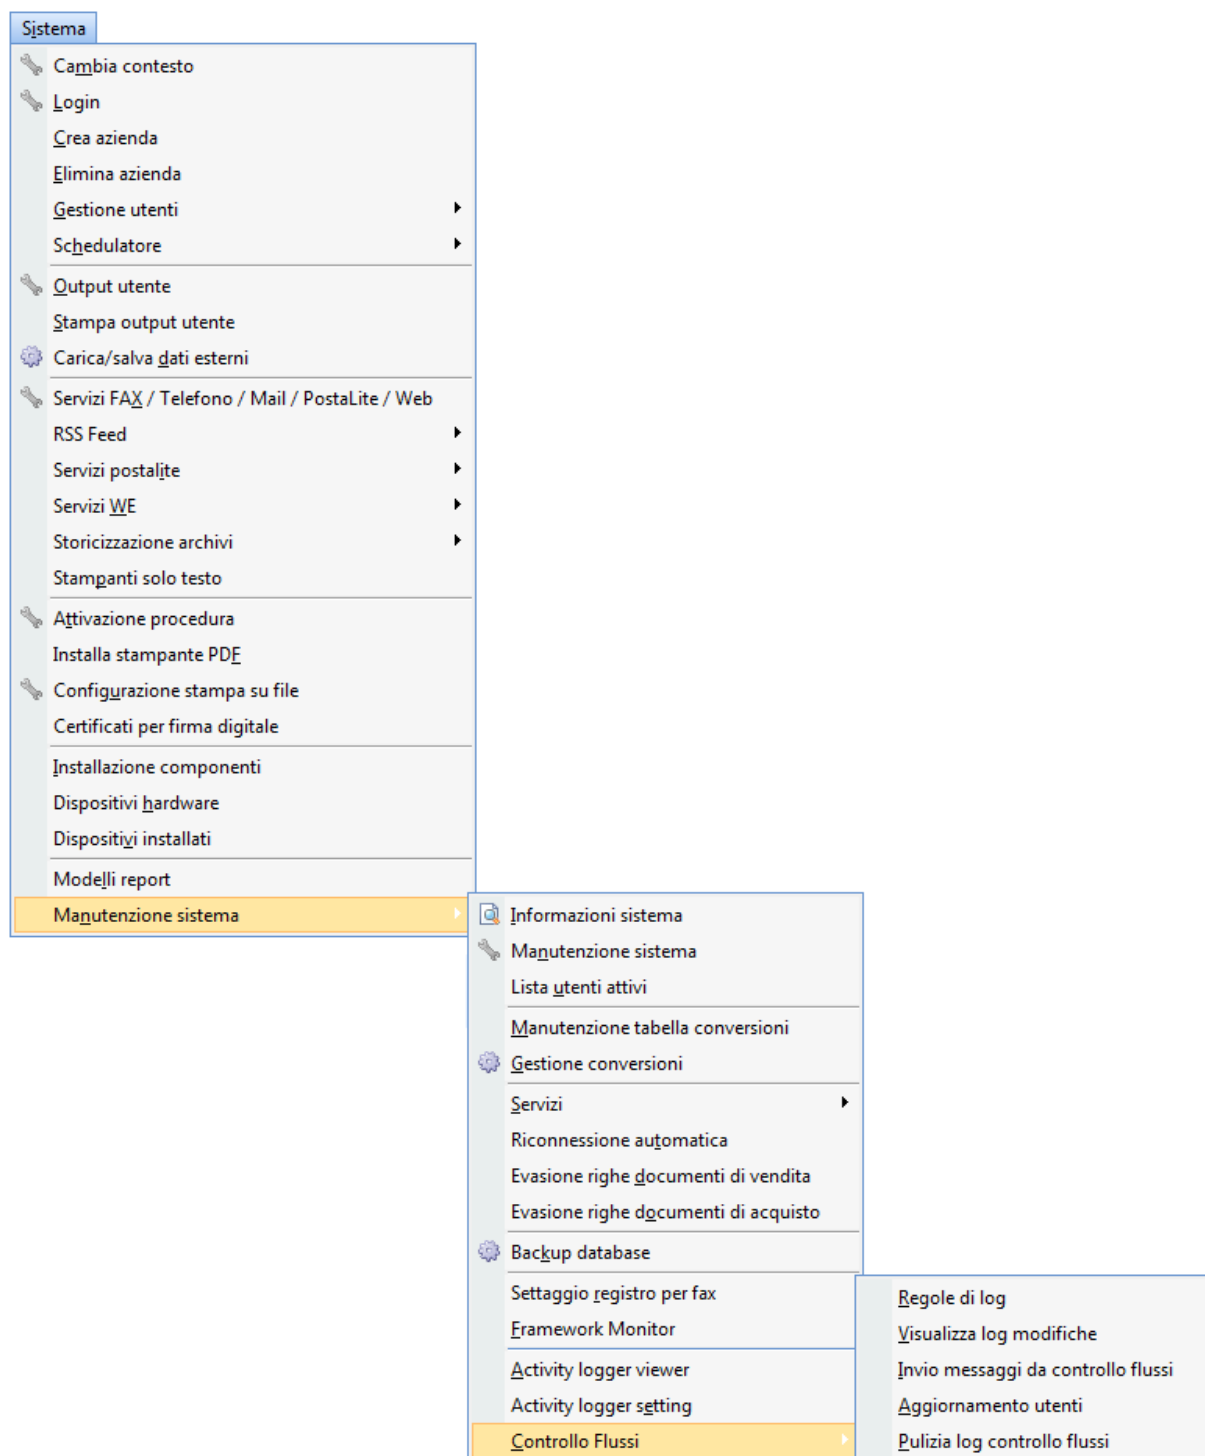 Sistema
Cambia contesto
Login
Crea azienda
Elimina azienda
Gestione utenti
Schedulatore
Output utente
Stampa output utente
Carica/salva dati esterni
Servizi FAX / Telefono / Mail / PostaLite / Web
RSS Feed
Servizi postalite
Servizi WE
Storicizzazione archivi
Stampanti solo testo
Attivazione procedura
Installa stampante PDF
Configurazione stampa su file
Certificati per firma digitale
Installazione componenti
Dispositivi hardware
Dispositivi installati
Modelli report
Manutenzione sistema
Informazioni sistema
Manutenzione sistema
Lista utenti attivi
Manutenzione tabella conversioni
Gestione conversioni
Servizi
Riconnessione automatica
Evasione righe documenti di vendita
Evasione righe documenti di acquisto
Backup database
Settaggio registro per fax
Framework Monitor
Activity logger viewer
Activity logger setting
Controllo Flussi
Regole di log
Visualizza log modifiche
Invio messaggi da controllo flussi
Aggiornamento utenti
Pulizia log controllo flussi